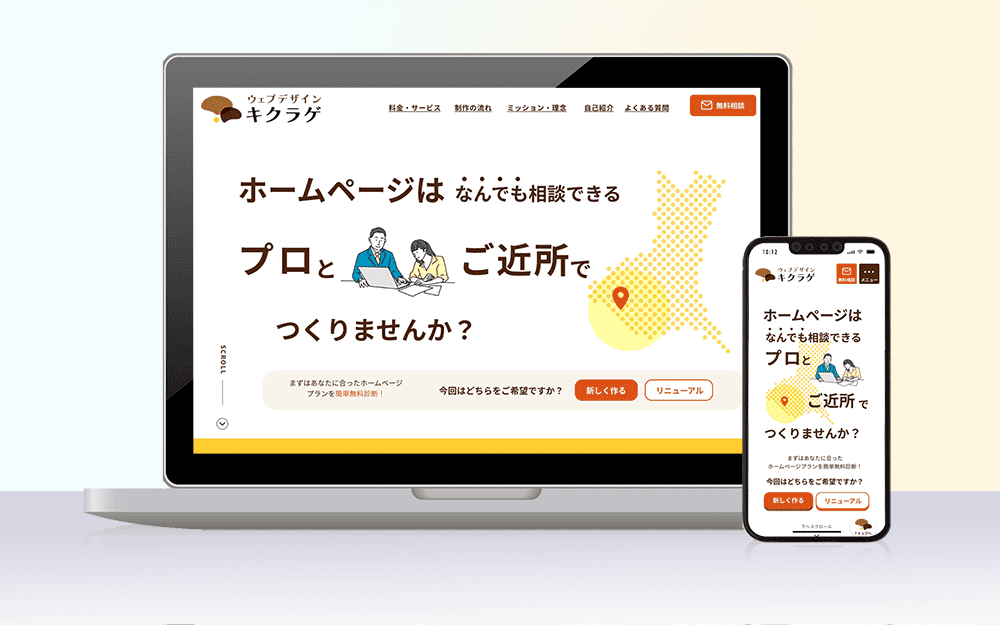 ウェブデザイン
キクラゲ
料金・サービス 制作の流れ ミッション・理念 自己紹介 よくある質問 無料相談
ホームページは なんでも相談できる
プロと ご近所で
つくりませんか？
SCROLL
まずはあなたに合ったホームページ
プランを簡単無料診断！
今回はどちらをご希望ですか？ 新しく作る リニューアル
10:12
ウェブデザイン
キクラゲ
無料相談 メニュー
ホームページは
なんでも相談できる
プロと
ご近所で
つくりませんか？
まずはあなたに合った
ホームページプランを簡単無料診断！
今回はどちらをご希望ですか？
新しく作る リニューアル
下へスクロール